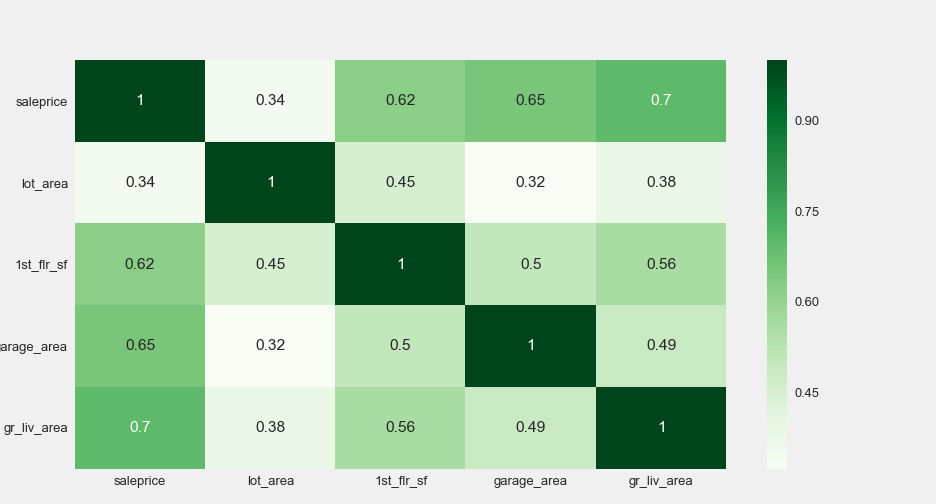 saleprice 1 0.34 0.62 0.65 0.7
lot_area 0.34 1 0.45 0.32 0.38
1st_flr_sf 0.62 0.45 1 0.5 0.56
arage_area 0.65 0.32 0.5 1 0.49
gr_liv_area 0.7 0.38 0.56 0.49 1
saleprice lot_area 1st_flr_sf garage_area gr_liv_area
0.90
0.75
0.60
0.45